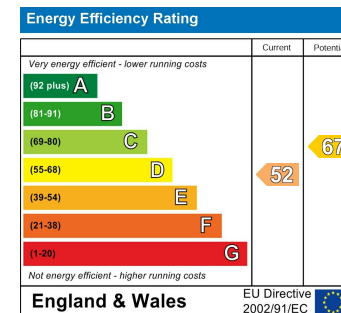 Energy Efficiency Rating
Current
Very energy efficient - lower running costs
(92 plus) A
(81-91) B
(69-80) C
67
(55-68) D
52
(39-54) E
(21-38) F
(1-20) G
Not energy efficient - higher running costs
England & Wales
EU Directive
2002/91/EC